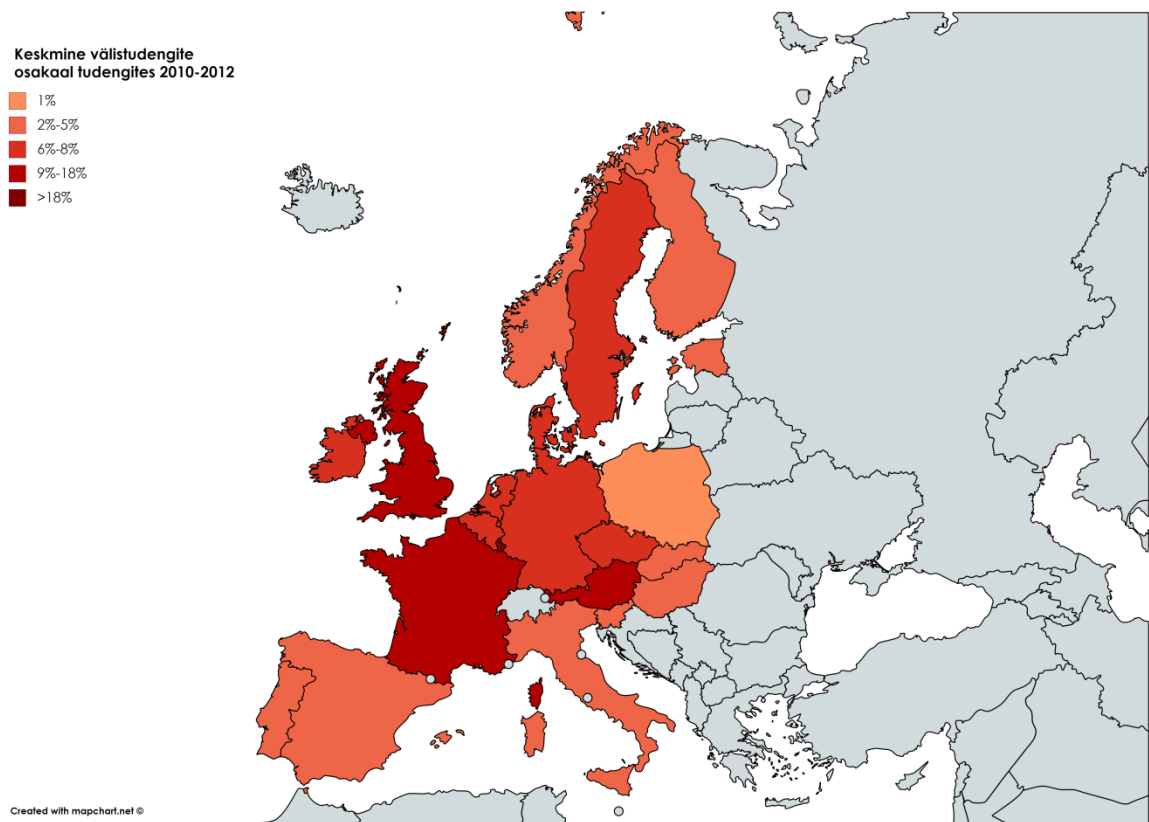 Keskmine välistudengite
osakaal tudengites 2010-2012
1%
2%-5%
6%-8%
9%-18%
>18%
Created with mapchart.net ©